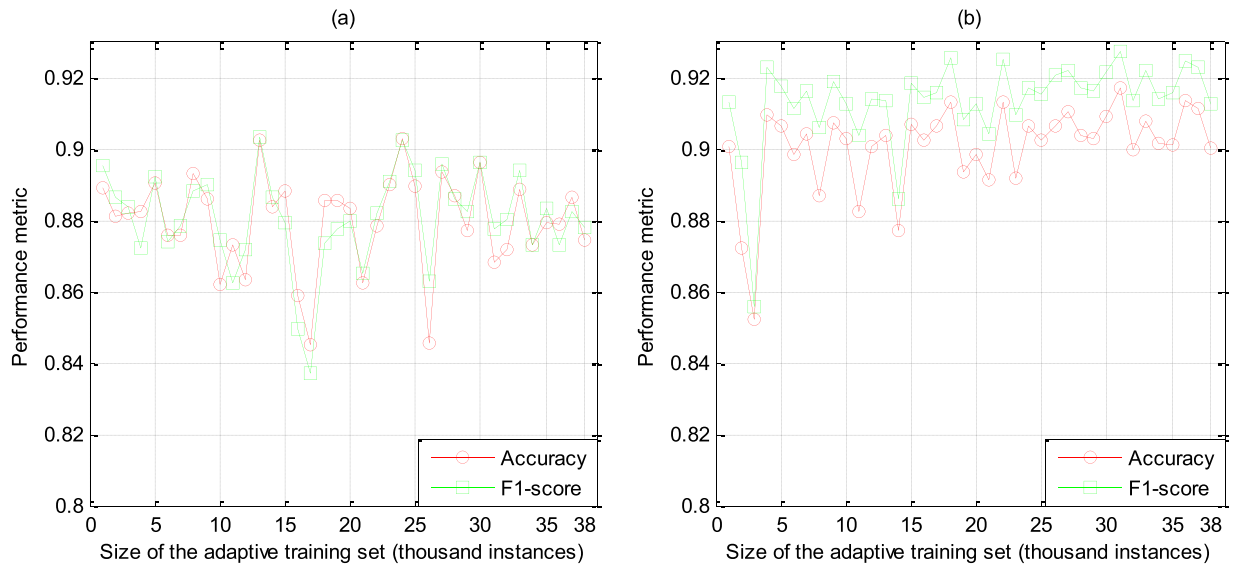 (a)
0.92
0.9
0.88
0.86
0.84
0.82
0.8
Performance metric
0 5 10 15 20 25 30 35 38
Size of the adaptive training set (thousand instances)
Accuracy
F1-score
(b)
0.92
0.9
0.88
0.86
0.84
0.82
0.8
Performance metric
0 5 10 15 20 25 30 35 38
Size of the adaptive training set (thousand instances)
Accuracy
F1-score